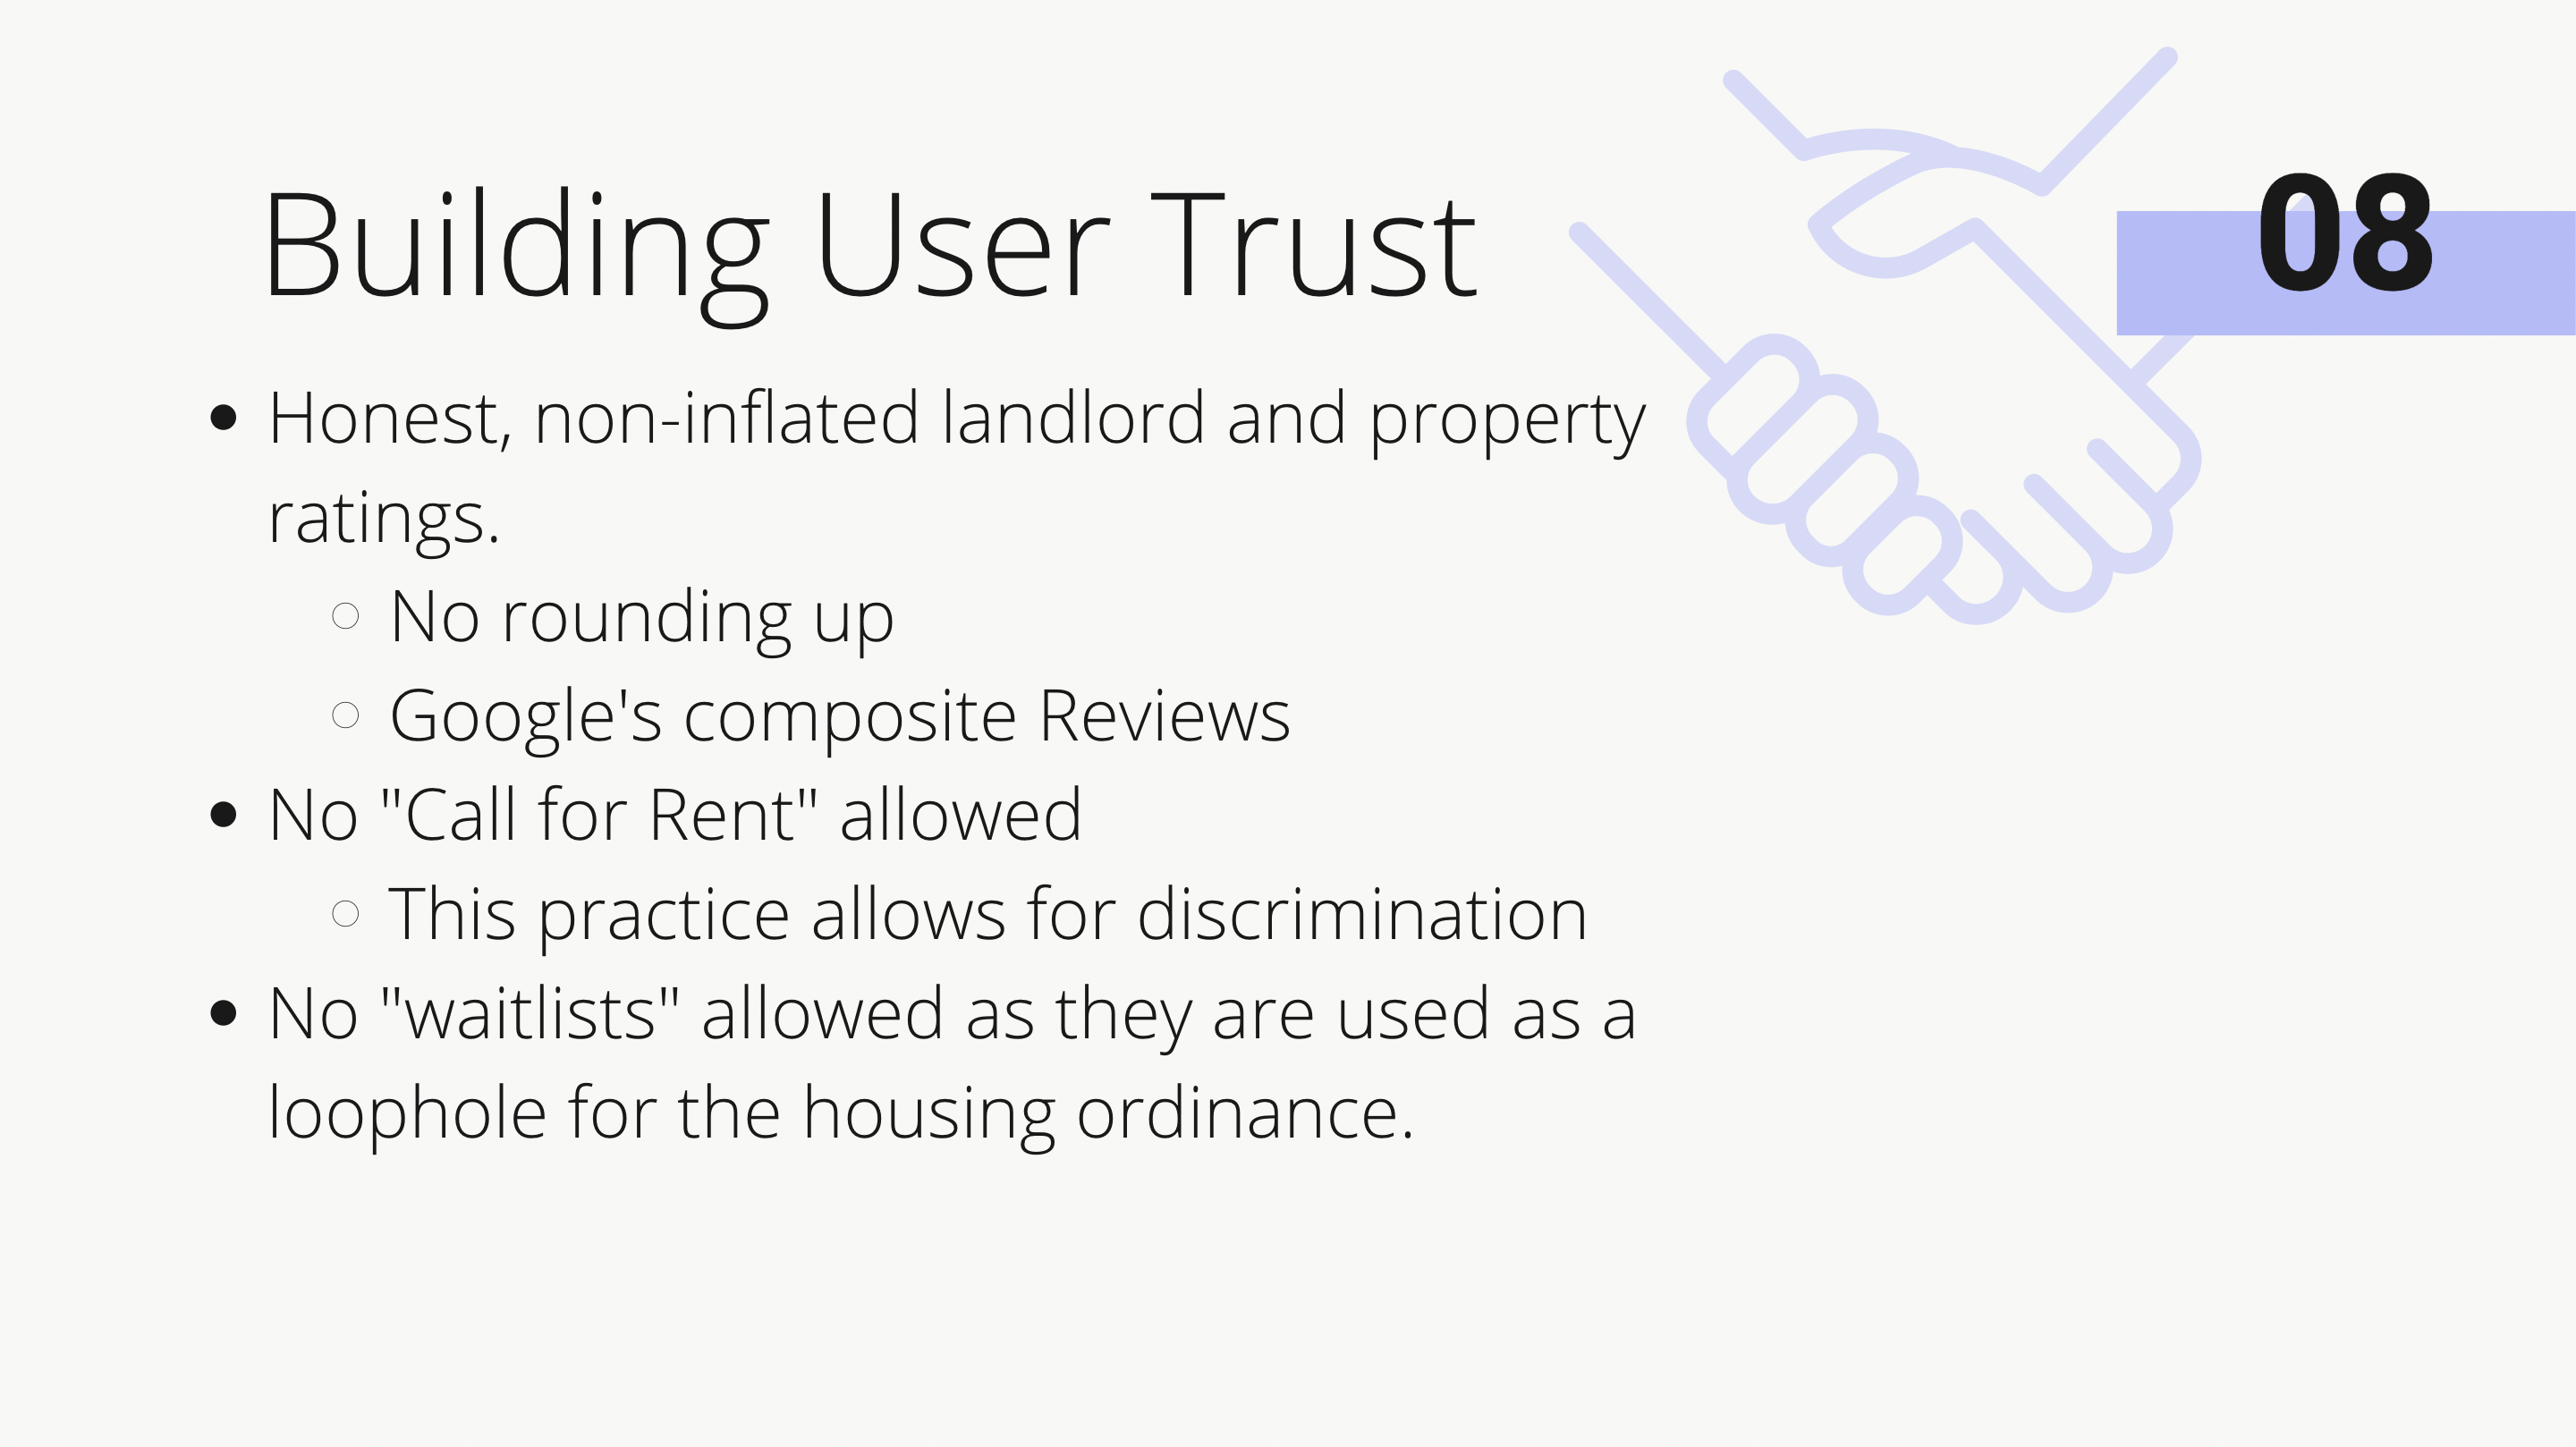 Building User Trust
08
• Honest, non-inflated landlord and property
ratings.
○ No rounding up
○ Google's composite Reviews
• No "Call for Rent" allowed
○ This practice allows for discrimination
• No "waitlists" allowed as they are used as a
loophole for the housing ordinance.